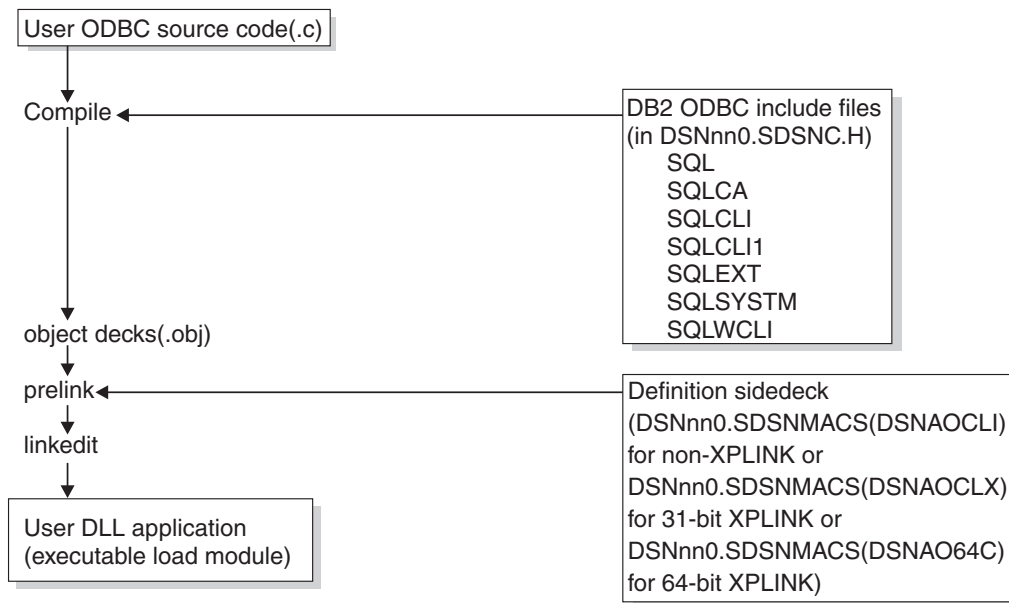 User ODBC source code(.c)
Compile
DB2 ODBC include files
(in DSNnn0.SDSNC.H)
SQL
SQLCA
SQLCLI
SQLCLI1
SQLEXT
SQLSYSTM
SQLWCLI
object decks(.obj)
prelink
Definition sidedeck
(DSNnn0.SDSNMACS(DSNAOCLI)
for non-XPLINK or
DSNnn0.SDSNMACS(DSNAOCLX)
for 31-bit XPLINK or
DSNnn0.SDSNMACS(DSNAO64C)
for 64-bit XPLINK)
linkedit
User DLL application
(executable load module)